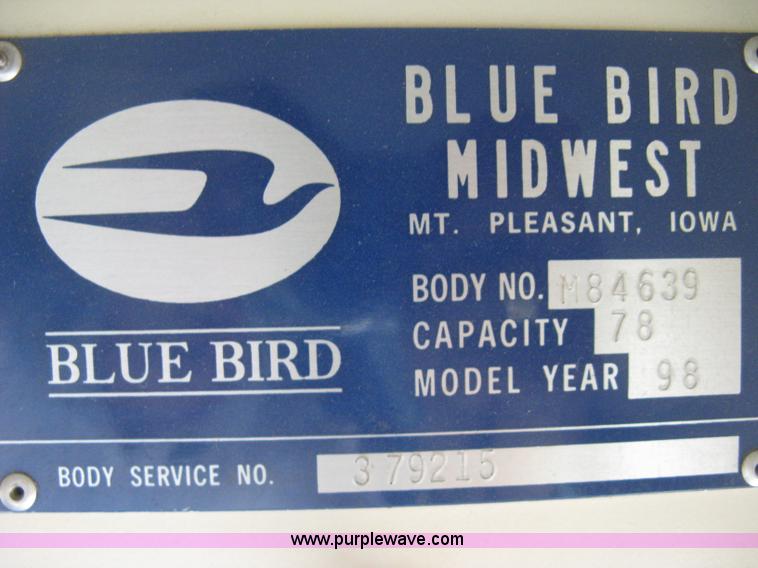 BLUE BIRD
MIDWEST
MT. PLEASANT, IOWA
BODY NO. M84639
CAPACITY 78
MODEL YEAR 98
BLUE BIRD
BODY SERVICE NO. 379215
www.purplewave.com